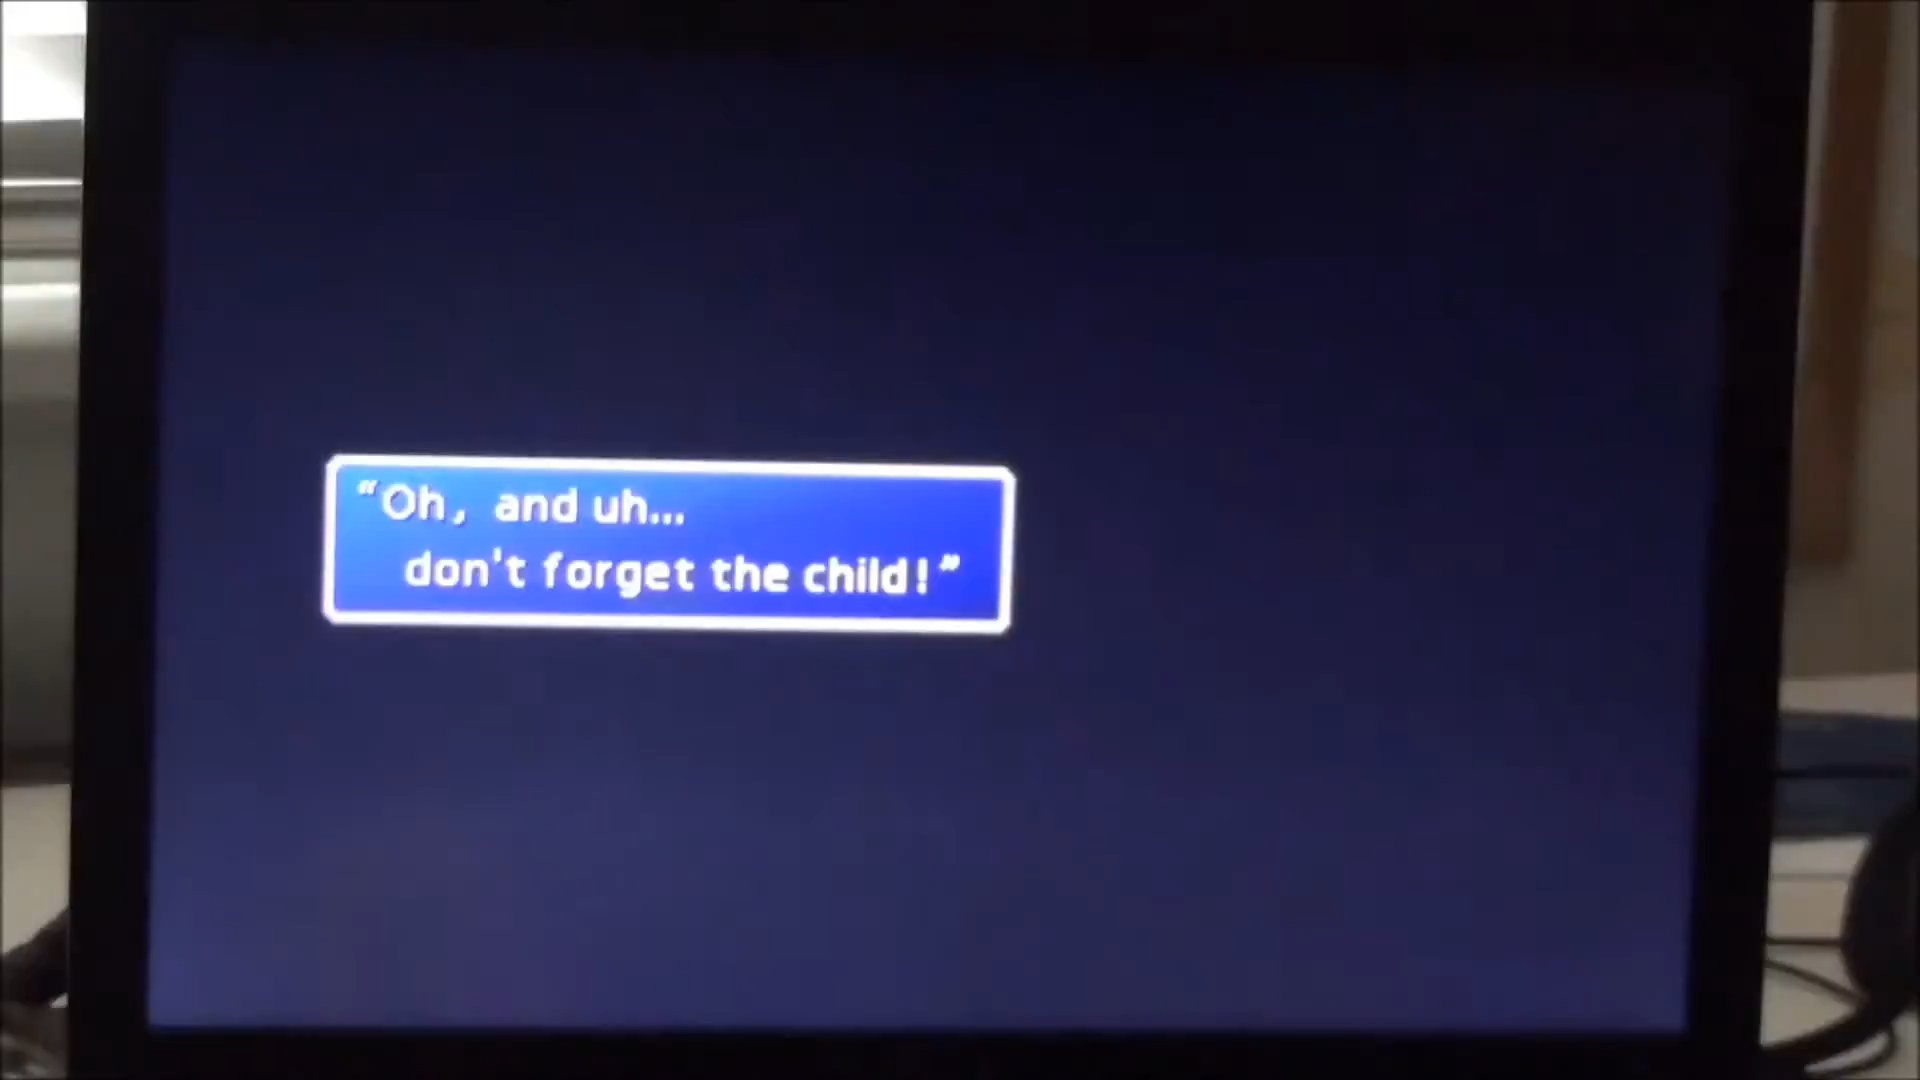 “Oh, and uh...
don't forget the child!”